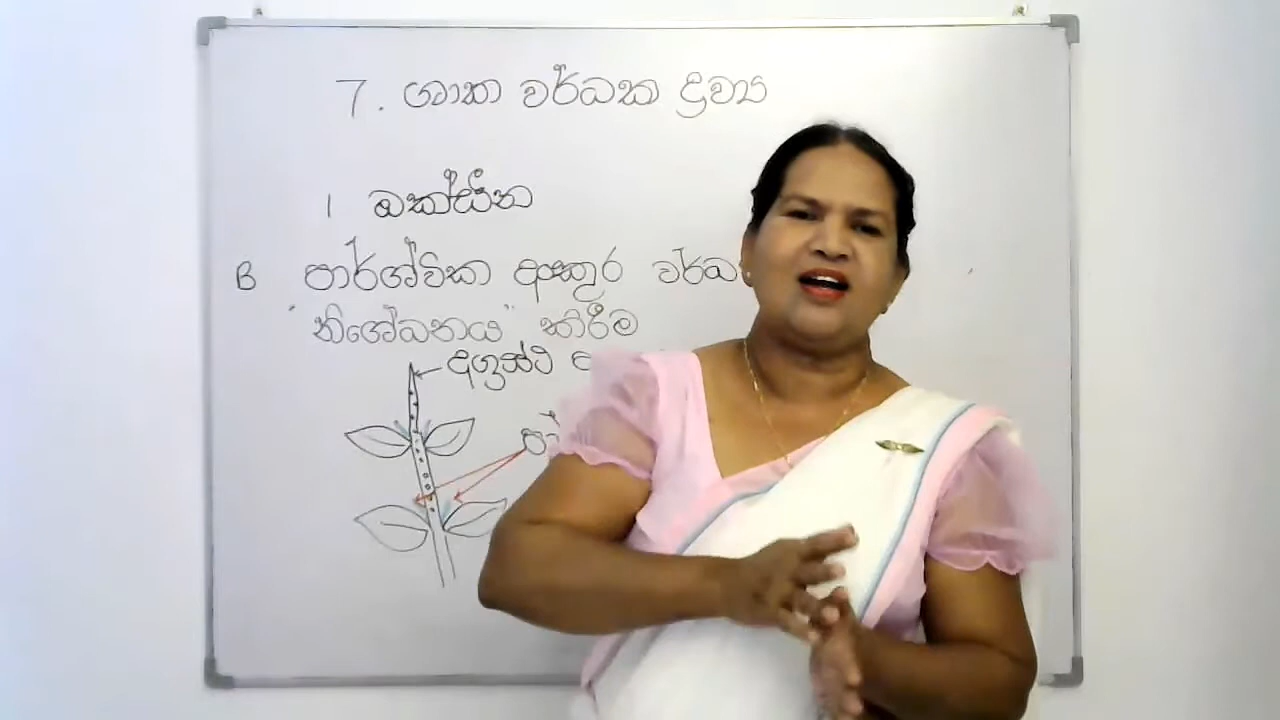 7. ශාක වර්ධක ද්‍රව්‍ය
1 ඔක්සීන
B පාර්ශ්වික අංකුර වර්ධ
"නිශේධනය" කිරීම
අග්‍රස්ථ